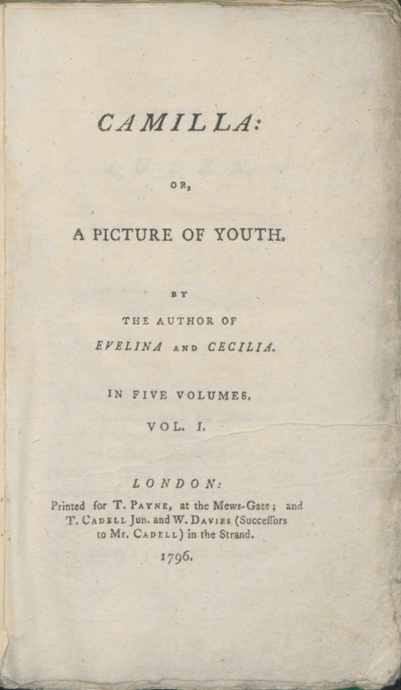 CAMILLA:
OR,
A PICTURE OF YOUTH.
BY
THE AUTHOR OF
EVELINA AND CECILIA.
IN FIVE VOLUMES.
VOL. I.
LONDON:
Printed for T. PAYNE, at the Mews-Gate; and
T. CADELL Jun. and W. DAVIES (Succeſſors
to Mr. CADELL) in the Strand.
1796.